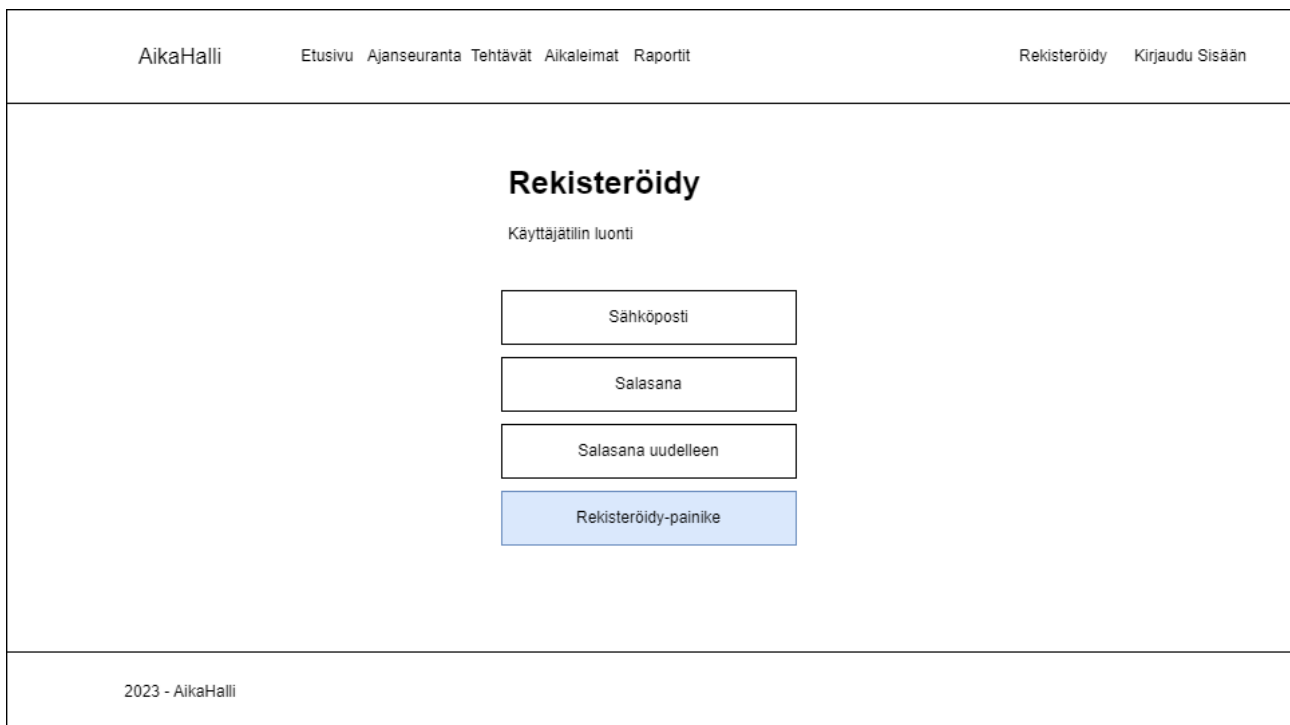 AikaHalli Etusivu Ajanseuranta Tehtävät Aikaleimat Raportit Rekisteröidy Kirjaudu Sisään
Rekisteröidy
Käyttäjätilin luonti
Sähköposti
Salasana
Salasana uudelleen
Rekisteröidy-painike
2023 - AikaHalli